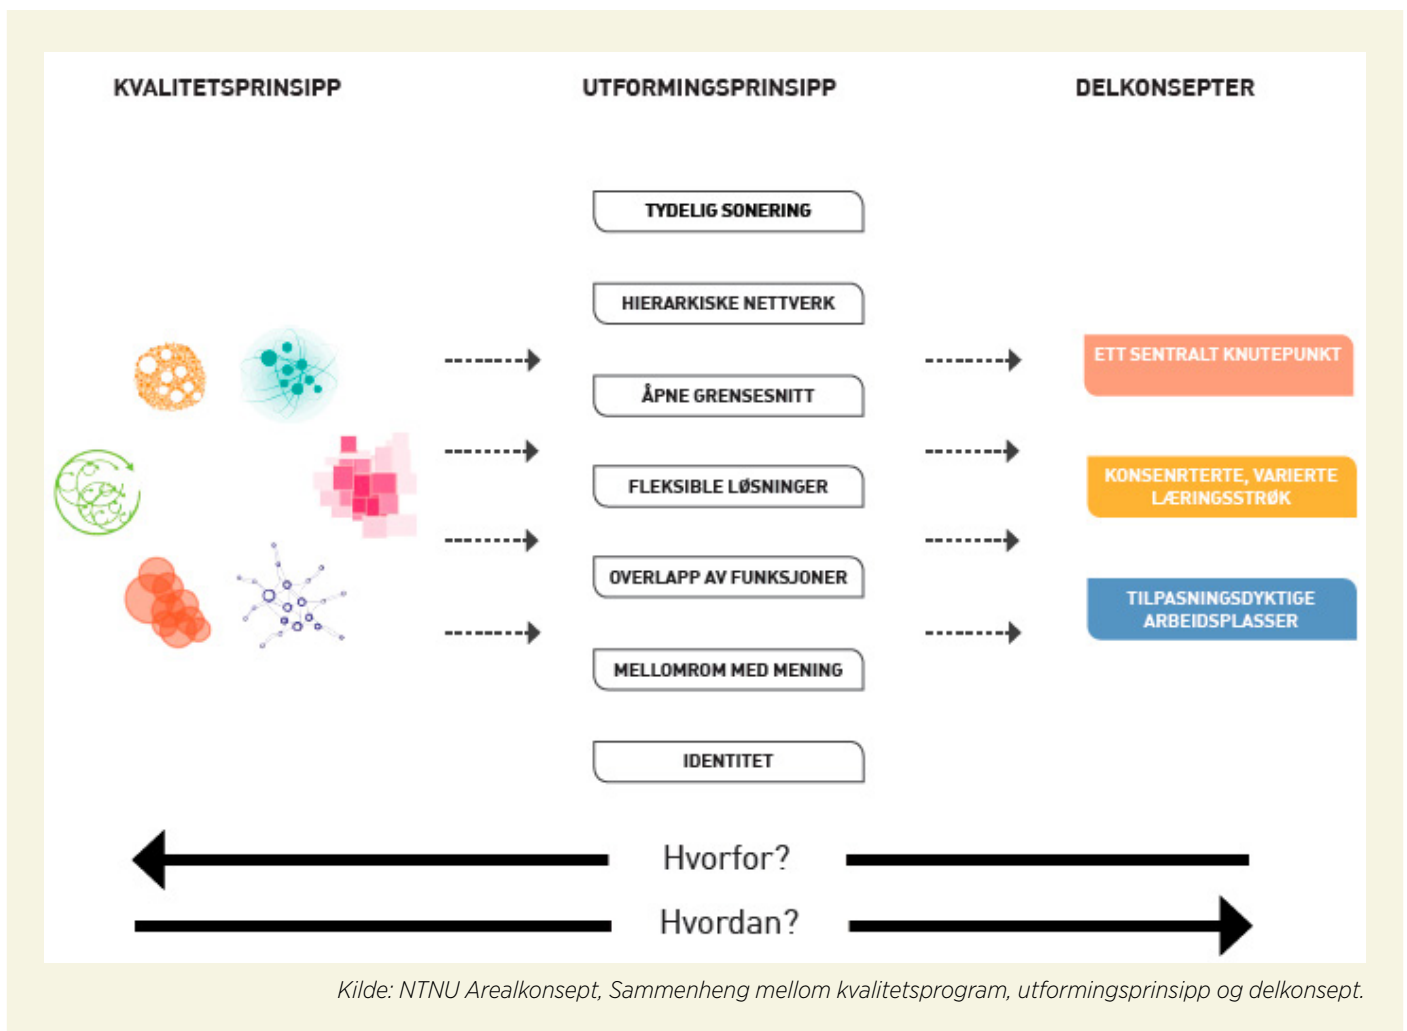 KVALITETSPRINSIPP
UTFORMINGSPRINSIPP
DELKONSEPTER
TYDELIG SONERING
HIERARKISKE NETTVERK
ÅPNE GRENSESNITT
FLEKSIBLE LØSNINGER
OVERLAPP AV FUNKSJONER
MELLOMROM MED MENING
IDENTITET
ETT SENTRALT KNUTEPUNKT
KONSENRTERTE, VARIERTE
LÆRINGSSTRØK
TILPASNINGSDYKTIGE
ARBEIDSPLASSER
Hvorfor?
Hvordan?
Kilde: NTNU Arealkonsept, Sammenheng mellom kvalitetsprogram, utformingsprinsipp og delkonsept.